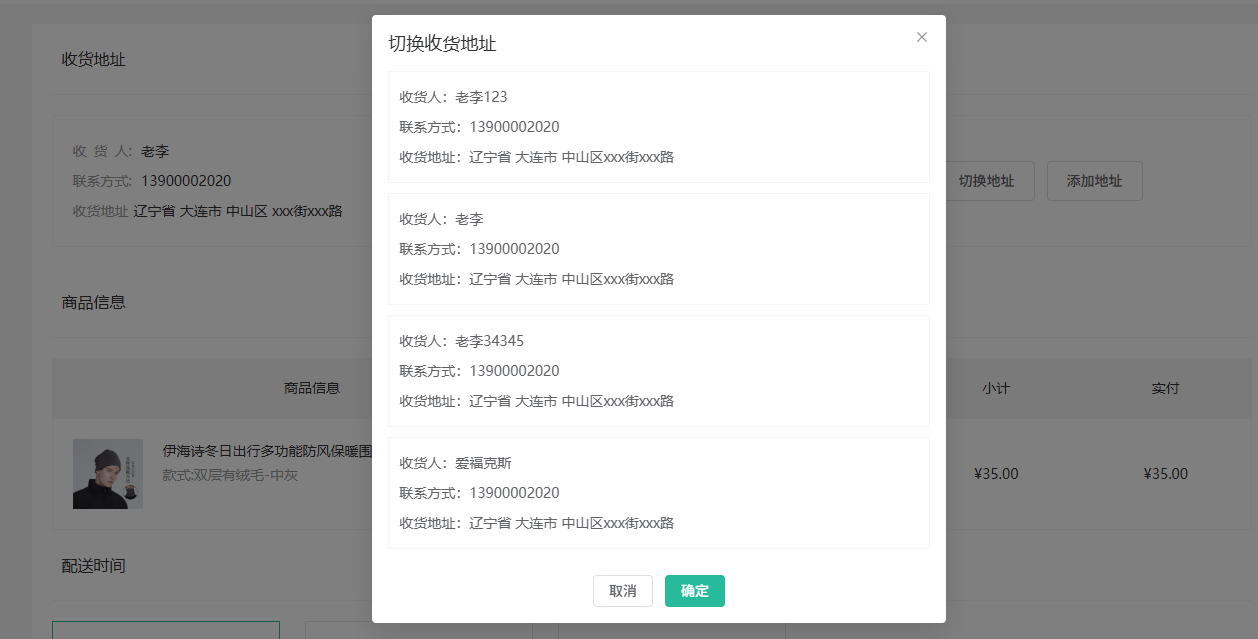 切换收货地址
收货人：老李123
联系方式：13900002020
收货地址：辽宁省 大连市 中山区xxx街xxx路
收货人：老李
联系方式：13900002020
收货地址：辽宁省 大连市 中山区xxx街xxx路
收货人：老李34345
联系方式：13900002020
收货地址：辽宁省 大连市 中山区xxx街xxx路
收货人：爱福克斯
联系方式：13900002020
收货地址：辽宁省 大连市 中山区xxx街xxx路
取消 确定
收货地址
收 货 人: 老李
联系方式: 13900002020
收货地址 辽宁省 大连市 中山区 xxx街xxx路
切换地址 添加地址
商品信息
商品信息 小计 实付
伊海诗冬日出行多功能防风保暖围
款式:双层有绒毛-中灰
¥35.00 ¥35.00
配送时间